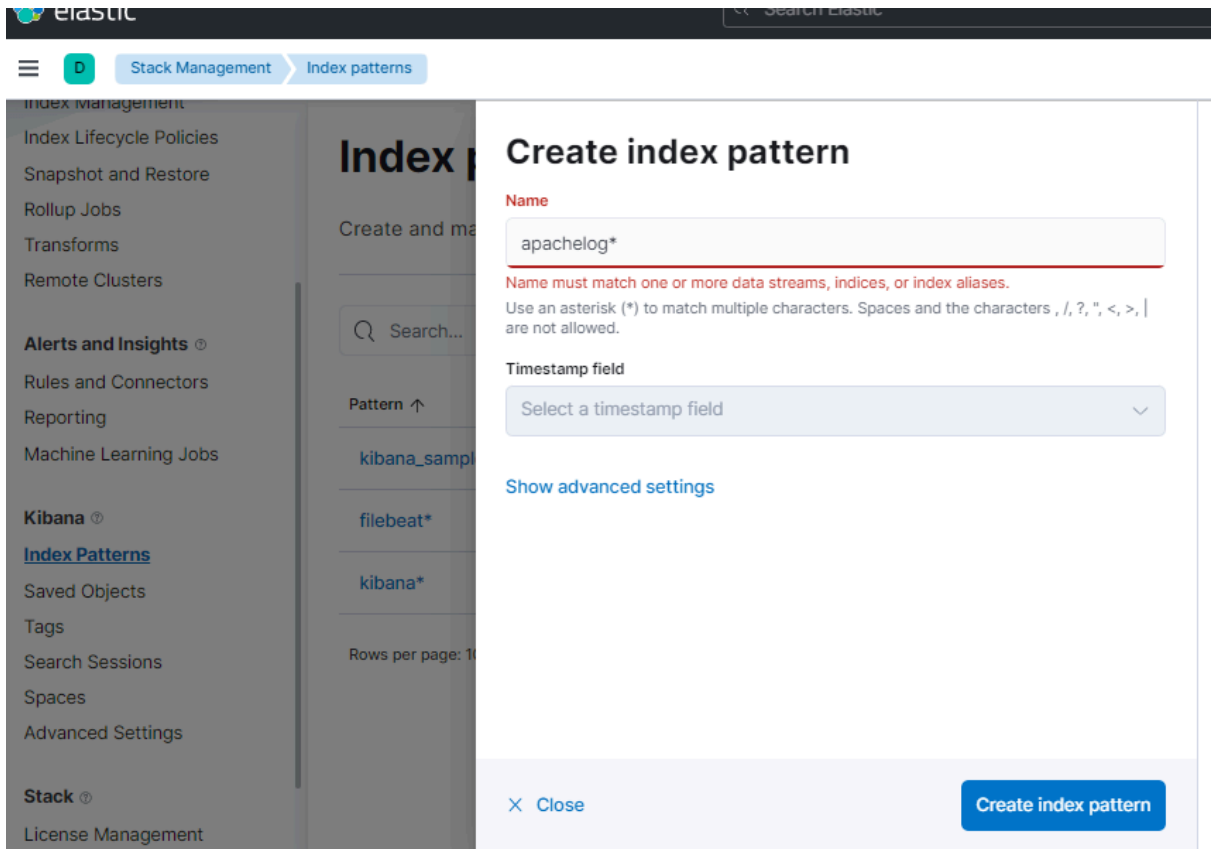 elastic
Search Elastic
D
Stack Management
Index patterns
Index Management
Index Lifecycle Policies
Snapshot and Restore
Rollup Jobs
Transforms
Remote Clusters
Alerts and Insights
Rules and Connectors
Reporting
Machine Learning Jobs
Kibana
Index Patterns
Saved Objects
Tags
Search Sessions
Spaces
Advanced Settings
Stack
License Management
Index p
Create and ma
Search...
Pattern
kibana_sampl
filebeat*
kibana*
Rows per page: 10
Create index pattern
Name
apachelog*
Name must match one or more data streams, indices, or index aliases.
Use an asterisk (*) to match multiple characters. Spaces and the characters , /, ?, ", <, >, |
are not allowed.
Timestamp field
Select a timestamp field
Show advanced settings
Close
Create index pattern